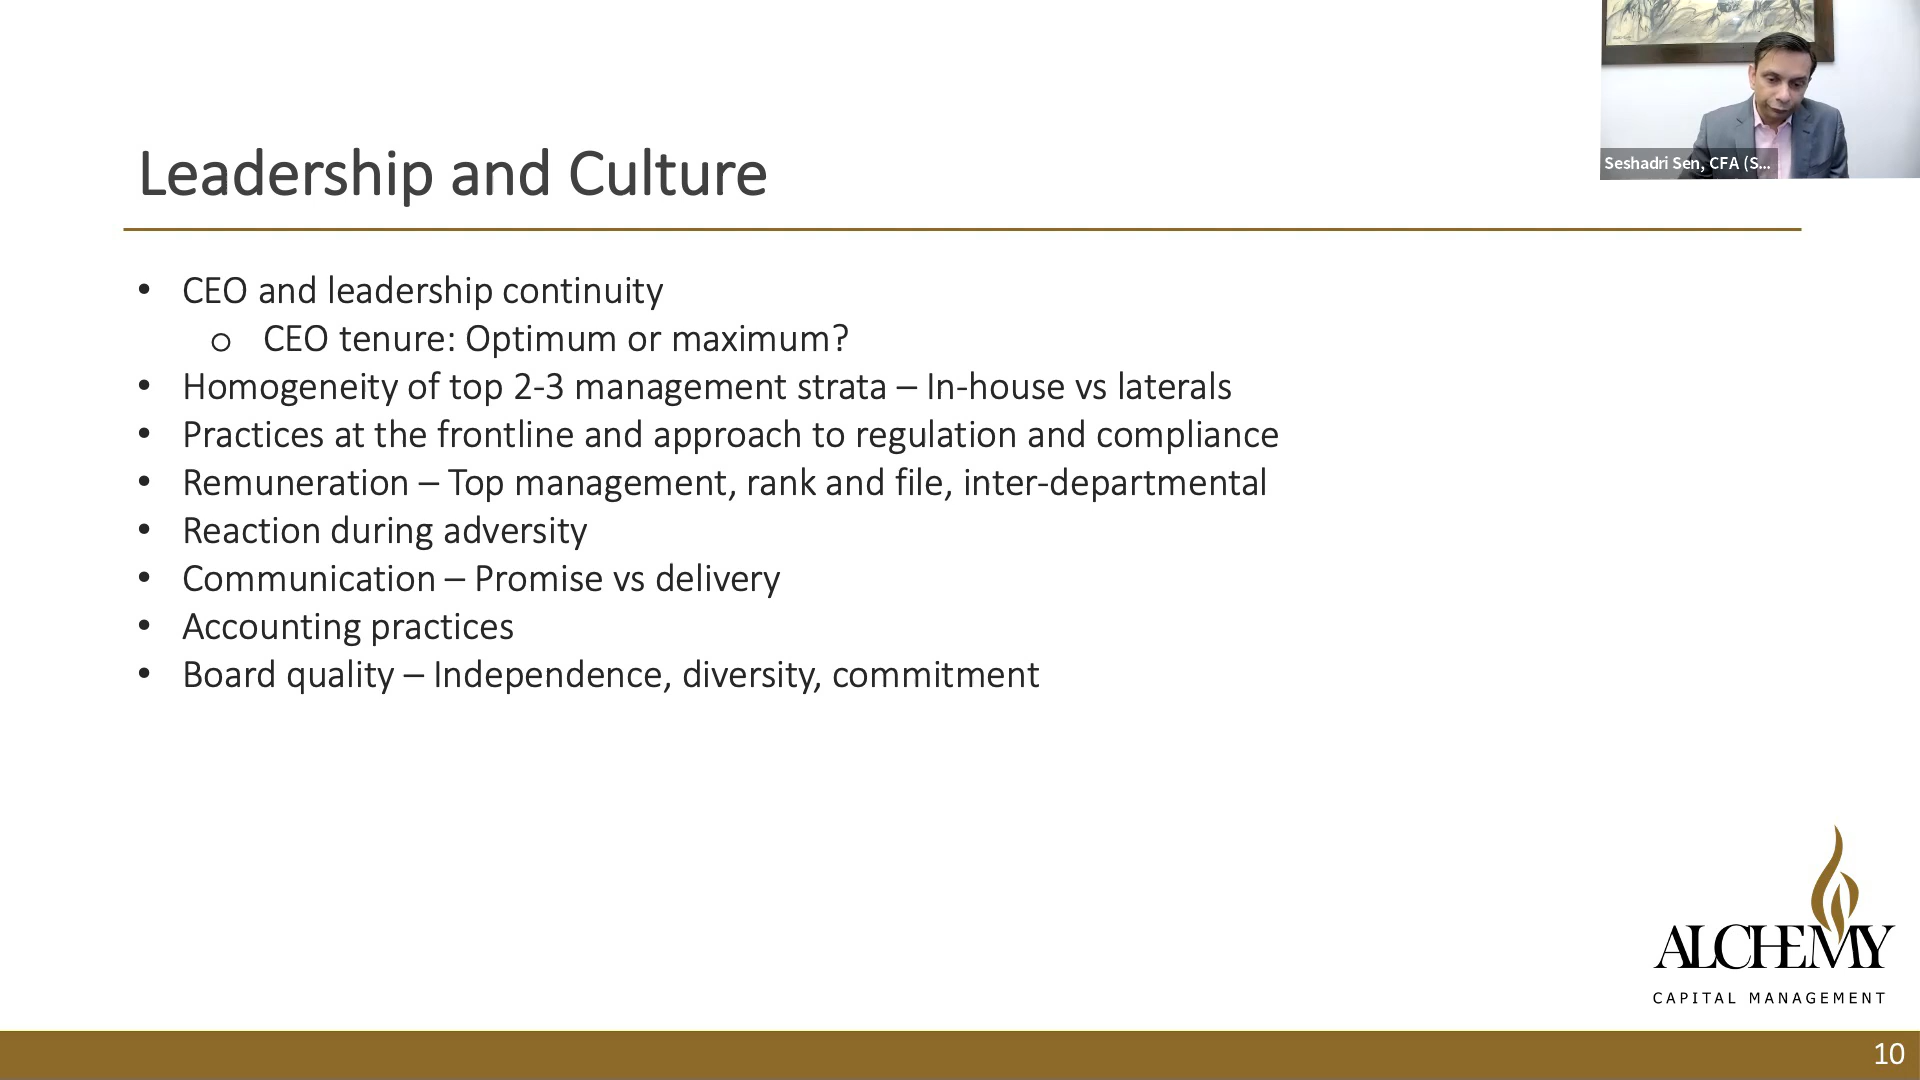 Seshadri Sen, CFA (S...
Leadership and Culture
• CEO and leadership continuity
o CEO tenure: Optimum or maximum?
• Homogeneity of top 2-3 management strata – In-house vs laterals
• Practices at the frontline and approach to regulation and compliance
• Remuneration – Top management, rank and file, inter-departmental
• Reaction during adversity
• Communication – Promise vs delivery
• Accounting practices
• Board quality – Independence, diversity, commitment
ALCHEMY
CAPITAL MANAGEMENT
10